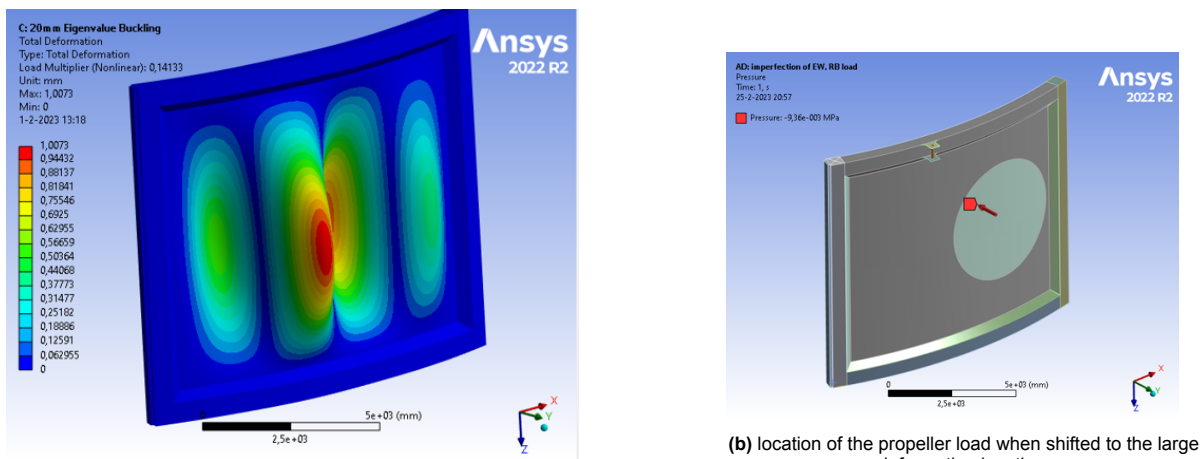 C: 20mm Eigenvalue Buckling
Total Deformation
Type: Total Deformation
Load Multiplier (Nonlinear): 0,14133
Unit: mm
Max: 1,0073
Min: 0
1-2-2023 13:18
Ansys
2022 R2
1,0073
0,94432
0,88137
0,81841
0,75546
0,6925
0,62955
0,56659
0,50364
0,44068
0,37773
0,31477
0,25182
0,18886
0,12591
0,062955
0
0
5e+03 (mm)
2,5e+03
X
Y
Z
AD: imperfection of EW, RB load
Pressure
Time: 1, s
25-2-2023 20:57
Pressure: -9,36e-003 MPa
Ansys
2022 R2
0
5e+03 (mm)
2,5e+03
X
Y
Z
(b) location of the propeller load when shifted to the large